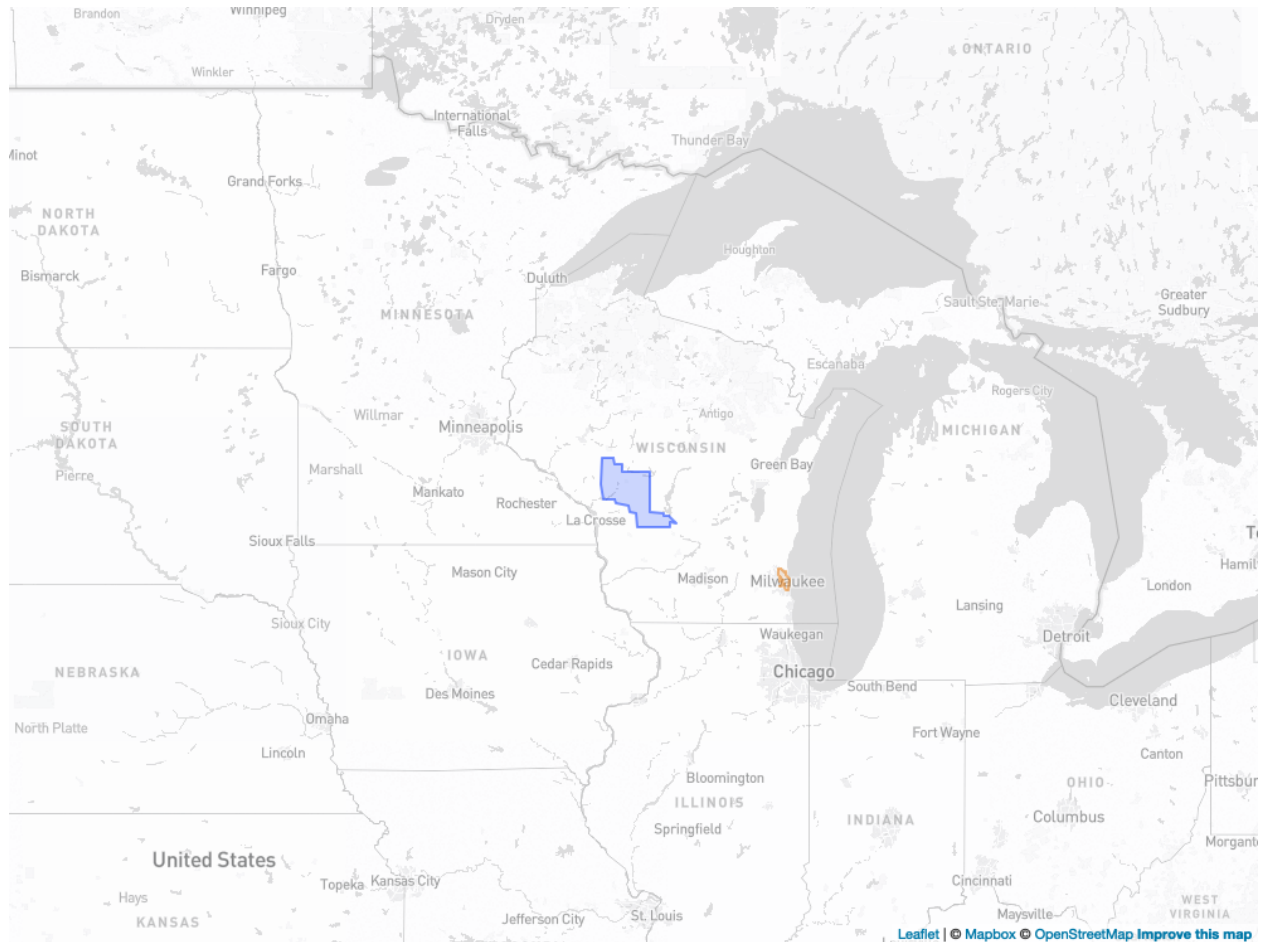 Brandon
Winnipeg
Dryden
ONTARIO
Winkler
International
Falls
Thunder Bay
Minot
Grand Forks
NORTH
DAKOTA
Houghton
Bismarck
Fargo
Duluth
Sault Ste. Marie
Greater
Sudbury
MINNESOTA
Escanaba
Rogers City
Willmar
Antigo
SOUTH
DAKOTA
Minneapolis
MICHIGAN
WISCONSIN
Pierre
Marshall
Green Bay
Mankato
Rochester
La Crosse
Sioux Falls
Hamil
Mason City
Madison
Milwaukee
London
Lansing
Sioux City
Waukegan
Detroit
IOWA
Cedar Rapids
NEBRASKA
Chicago
Des Moines
South Bend
Cleveland
North Platte
Omaha
Fort Wayne
Lincoln
Canton
Bloomington
OHIO
Pittsbur
ILLINOIS
Springfield
INDIANA
Columbus
Morganto
United States
Topeka
Kansas City
Cincinnati
Hays
KANSAS
Jefferson City
St. Louis
Maysville
WEST
VIRGINIA
Leaflet | © Mapbox © OpenStreetMap Improve this map